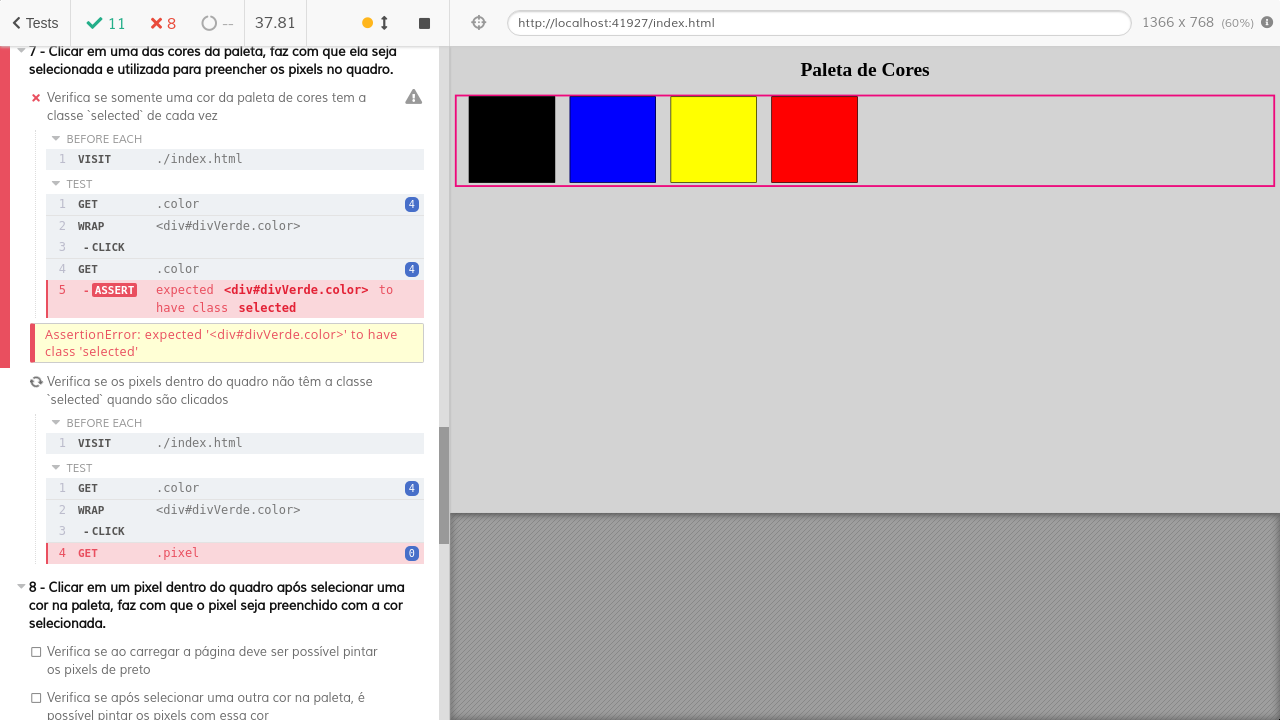 Tests
11
8
--
37.81
http://localhost:41927/index.html
1366 x 768 (60%)
7 - Clicar em uma das cores da paleta, faz com que ela seja
selecionada e utilizada para preencher os pixels no quadro.
Verifica se somente uma cor da paleta de cores tem a
classe `selected` de cada vez
BEFORE EACH
1 VISIT ./index.html
TEST
1 GET .color 4
2 WRAP <div#divVerde.color>
3 -CLICK
4 GET .color 4
5 -ASSERT expected <div#divVerde.color> to
have class selected
AssertionError: expected '<div#divVerde.color>' to have
class 'selected'
Verifica se os pixels dentro do quadro não têm a classe
`selected` quando são clicados
BEFORE EACH
1 VISIT ./index.html
TEST
1 GET .color 4
2 WRAP <div#divVerde.color>
3 -CLICK
4 GET .pixel 0
8 - Clicar em um pixel dentro do quadro após selecionar uma
cor na paleta, faz com que o pixel seja preenchido com a cor
selecionada.
Verifica se ao carregar a página deve ser possível pintar
os pixels de preto
Verifica se após selecionar uma outra cor na paleta, é
possível pintar os pixels com essa cor
Paleta de Cores